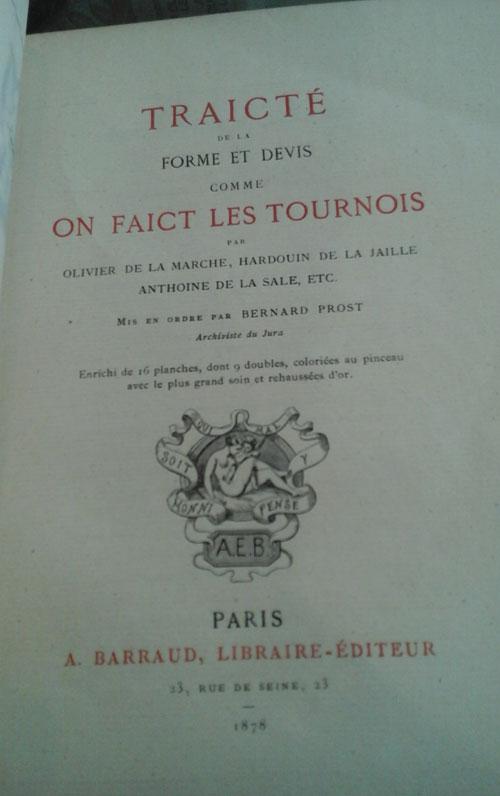 TRAICTÉ
DE LA
FORME ET DEVIS
COMME
ON FAICT LES TOURNOIS
PAR
OLIVIER DE LA MARCHE, HARDOUIN DE LA JAILLE
ANTHOINE DE LA SALE, ETC.
MIS EN ORDRE PAR BERNARD PROST
Archiviste du Jura
Enrichi de 16 planches, dont 9 doubles, coloriées au pinceau
avec le plus grand soin et rehaussées d'or.
HONNI SOIT QUI MAL Y PENSE
A.E.B.
PARIS
A. BARRAUD, LIBRAIRE-ÉDITEUR
23, RUE DE SEINE, 23
1878